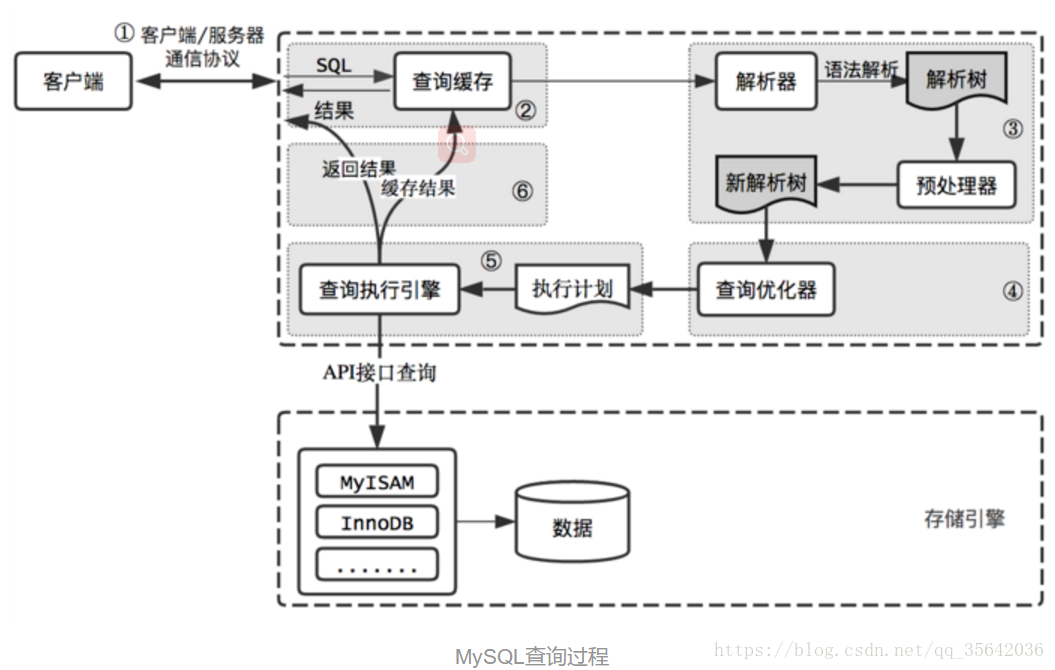 ① 客户端/服务器
通信协议
客户端
SQL
结果
查询缓存
②
解析器
语法解析
解析树
③
预处理器
新解析树
返回结果
缓存结果
⑥
查询执行引擎
⑤
执行计划
查询优化器
④
API接口查询
MyISAM
InnoDB
.......
数据
存储引擎
MySQL查询过程
https://blog.csdn.net/qq_35642036